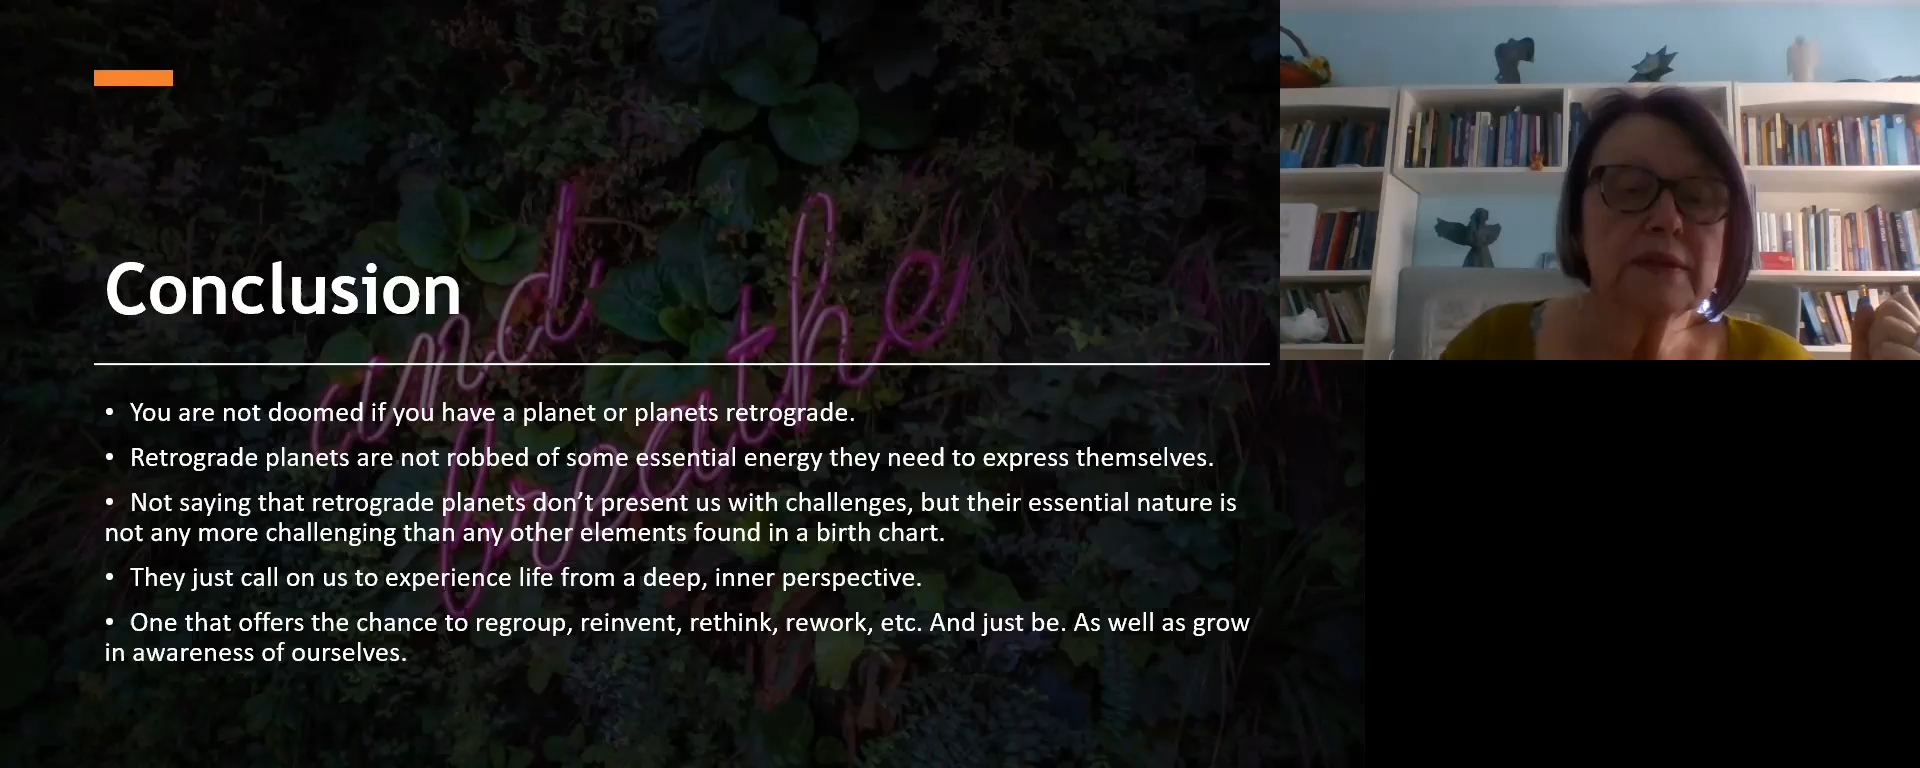 Conclusion
and
breathe
• You are not doomed if you have a planet or planets retrograde.
• Retrograde planets are not robbed of some essential energy they need to express themselves.
• Not saying that retrograde planets don’t present us with challenges, but their essential nature is
not any more challenging than any other elements found in a birth chart.
• They just call on us to experience life from a deep, inner perspective.
• One that offers the chance to regroup, reinvent, rethink, rework, etc. And just be. As well as grow
in awareness of ourselves.